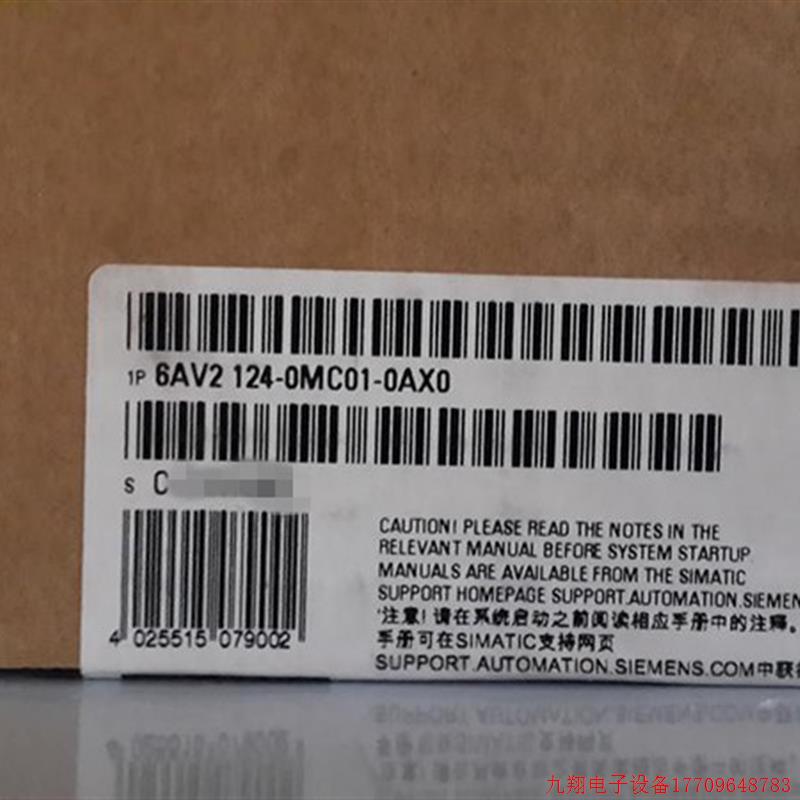 1P 6AV2 124-0MC01-0AX0
S C
4 025515 079002
CAUTION! PLEASE READ THE NOTES IN THE
RELEVANT MANUAL BEFORE SYSTEM STARTUP.
MANUALS ARE AVAILABLE FROM THE SIMATIC
SUPPORT HOMEPAGE SUPPORT.AUTOMATION.SIEMEN
'注意! 请在系统启动之前阅读相应手册中的注释。
手册可在SIMATIC支持网页
SUPPORT.AUTOMATION.SIEMENS.COM中获
九翔电子设备17709648783